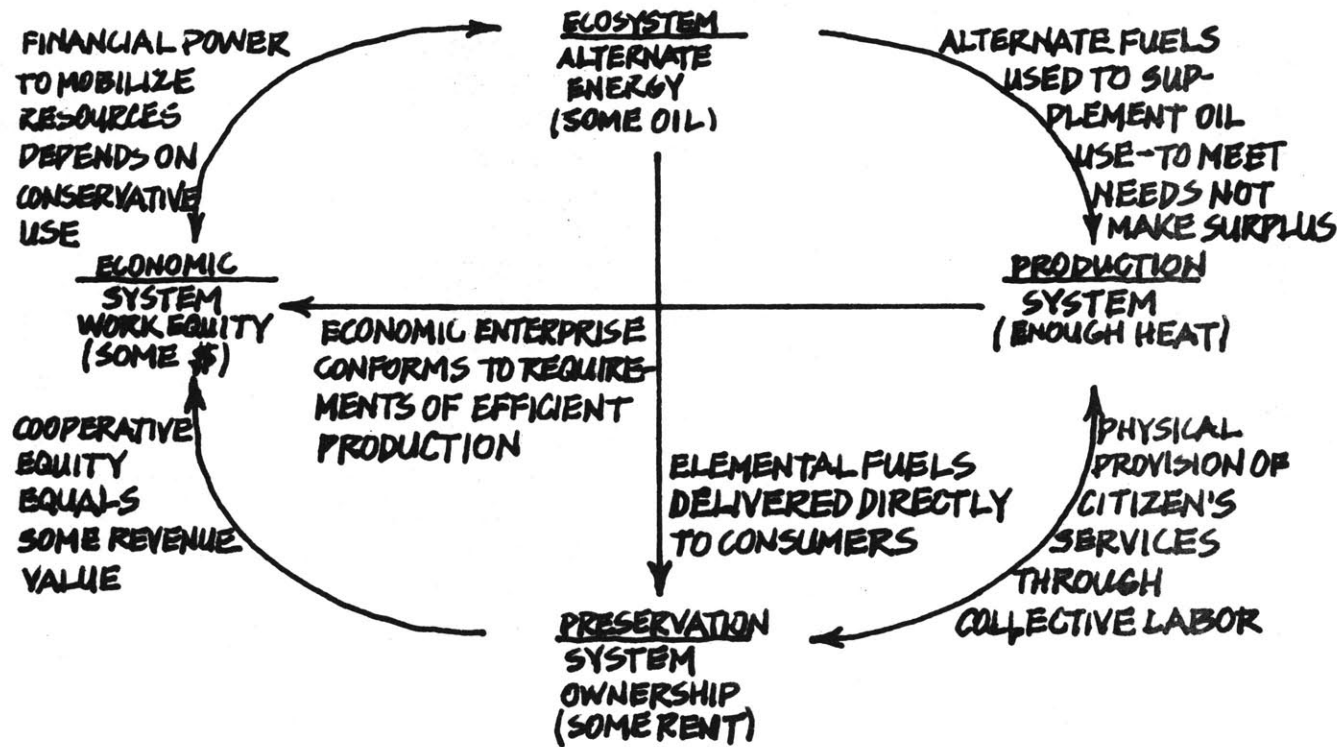 FINANCIAL POWER
TO MOBILIZE
RESOURCES
DEPENDS ON
CONSERVATIVE
USE
ECOSYSTEM
ALTERNATE
ENERGY
(SOME OIL)
ALTERNATE FUELS
USED TO SUP-
PLEMENT OIL
USE-TO MEET
NEEDS NOT
MAKE SURPLUS
ECONOMIC
SYSTEM
WORK EQUITY
(SOME $)
PRODUCTION
SYSTEM
(ENOUGH HEAT)
ECONOMIC ENTERPRISE
CONFORMS TO REQUIRE-
MENTS OF EFFICIENT
PRODUCTION
COOPERATIVE
EQUITY
EQUALS
SOME REVENUE
VALUE
ELEMENTAL FUELS
DELIVERED DIRECTLY
TO CONSUMERS
PHYSICAL
PROVISION OF
CITIZEN'S
SERVICES
THROUGH
COLLECTIVE LABOR
PRESERVATION
SYSTEM
OWNERSHIP
(SOME RENT)